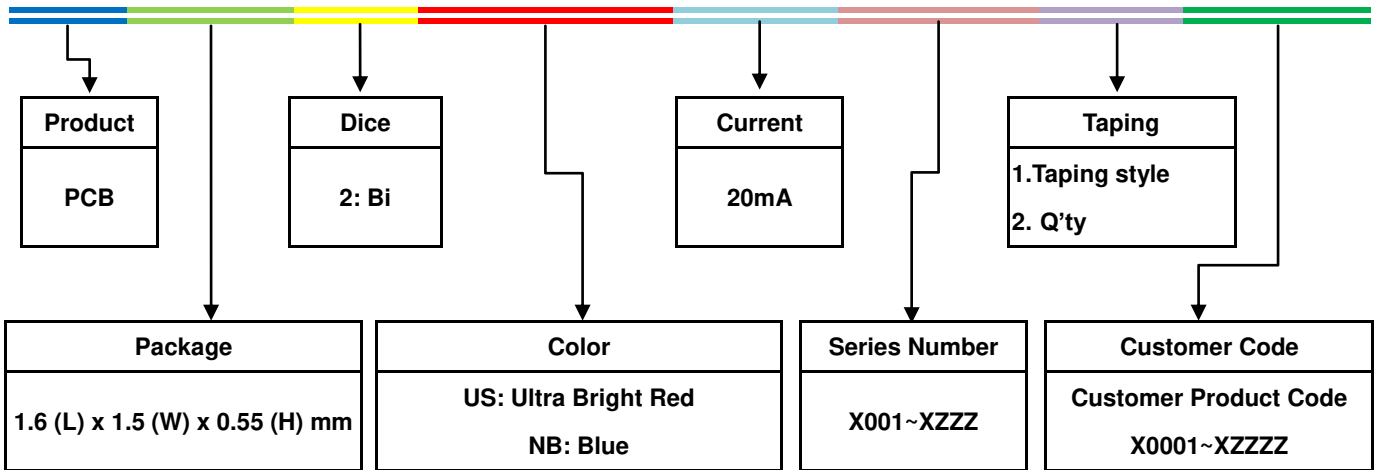 Product
PCB
Dice
2: Bi
Current
20mA
Taping
1.Taping style
2. Q’ty
Package
1.6 (L) x 1.5 (W) x 0.55 (H) mm
Color
US: Ultra Bright Red
NB: Blue
Series Number
X001~XZZZ
Customer Code
Customer Product Code
X0001~XZZZZ